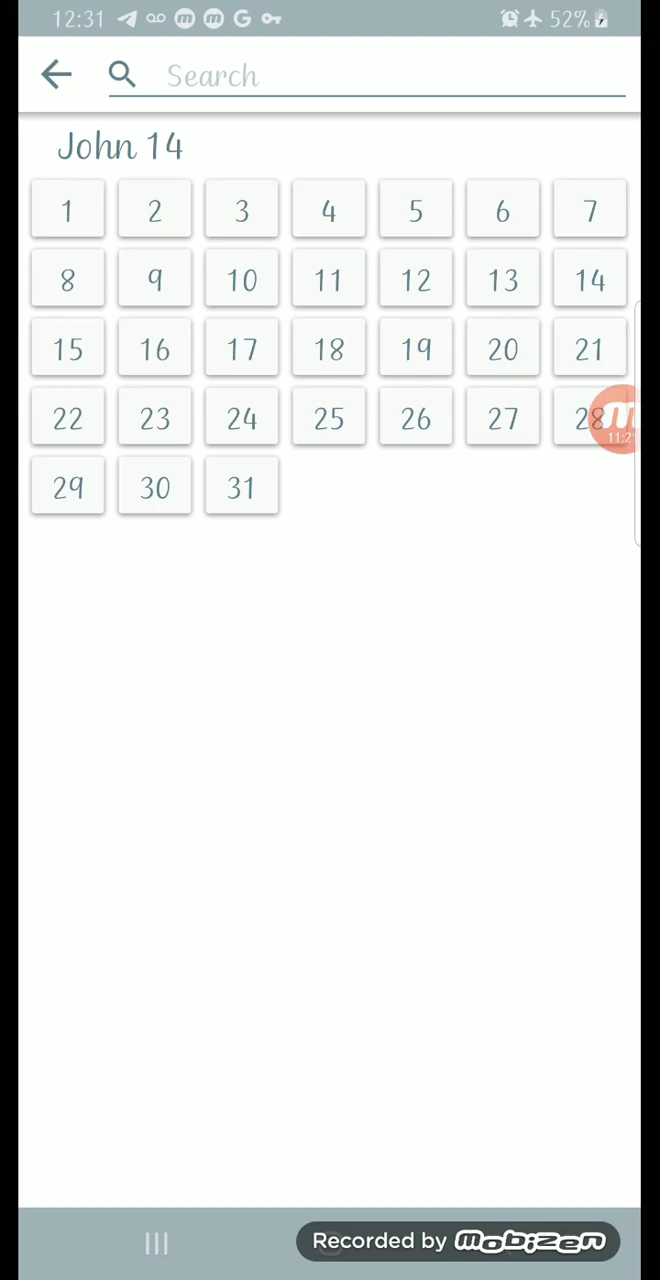 12:31 52%
Search
John 14
1 2 3 4 5 6 7
8 9 10 11 12 13 14
15 16 17 18 19 20 21
22 23 24 25 26 27 28
11:21
29 30 31
Recorded by mobizen